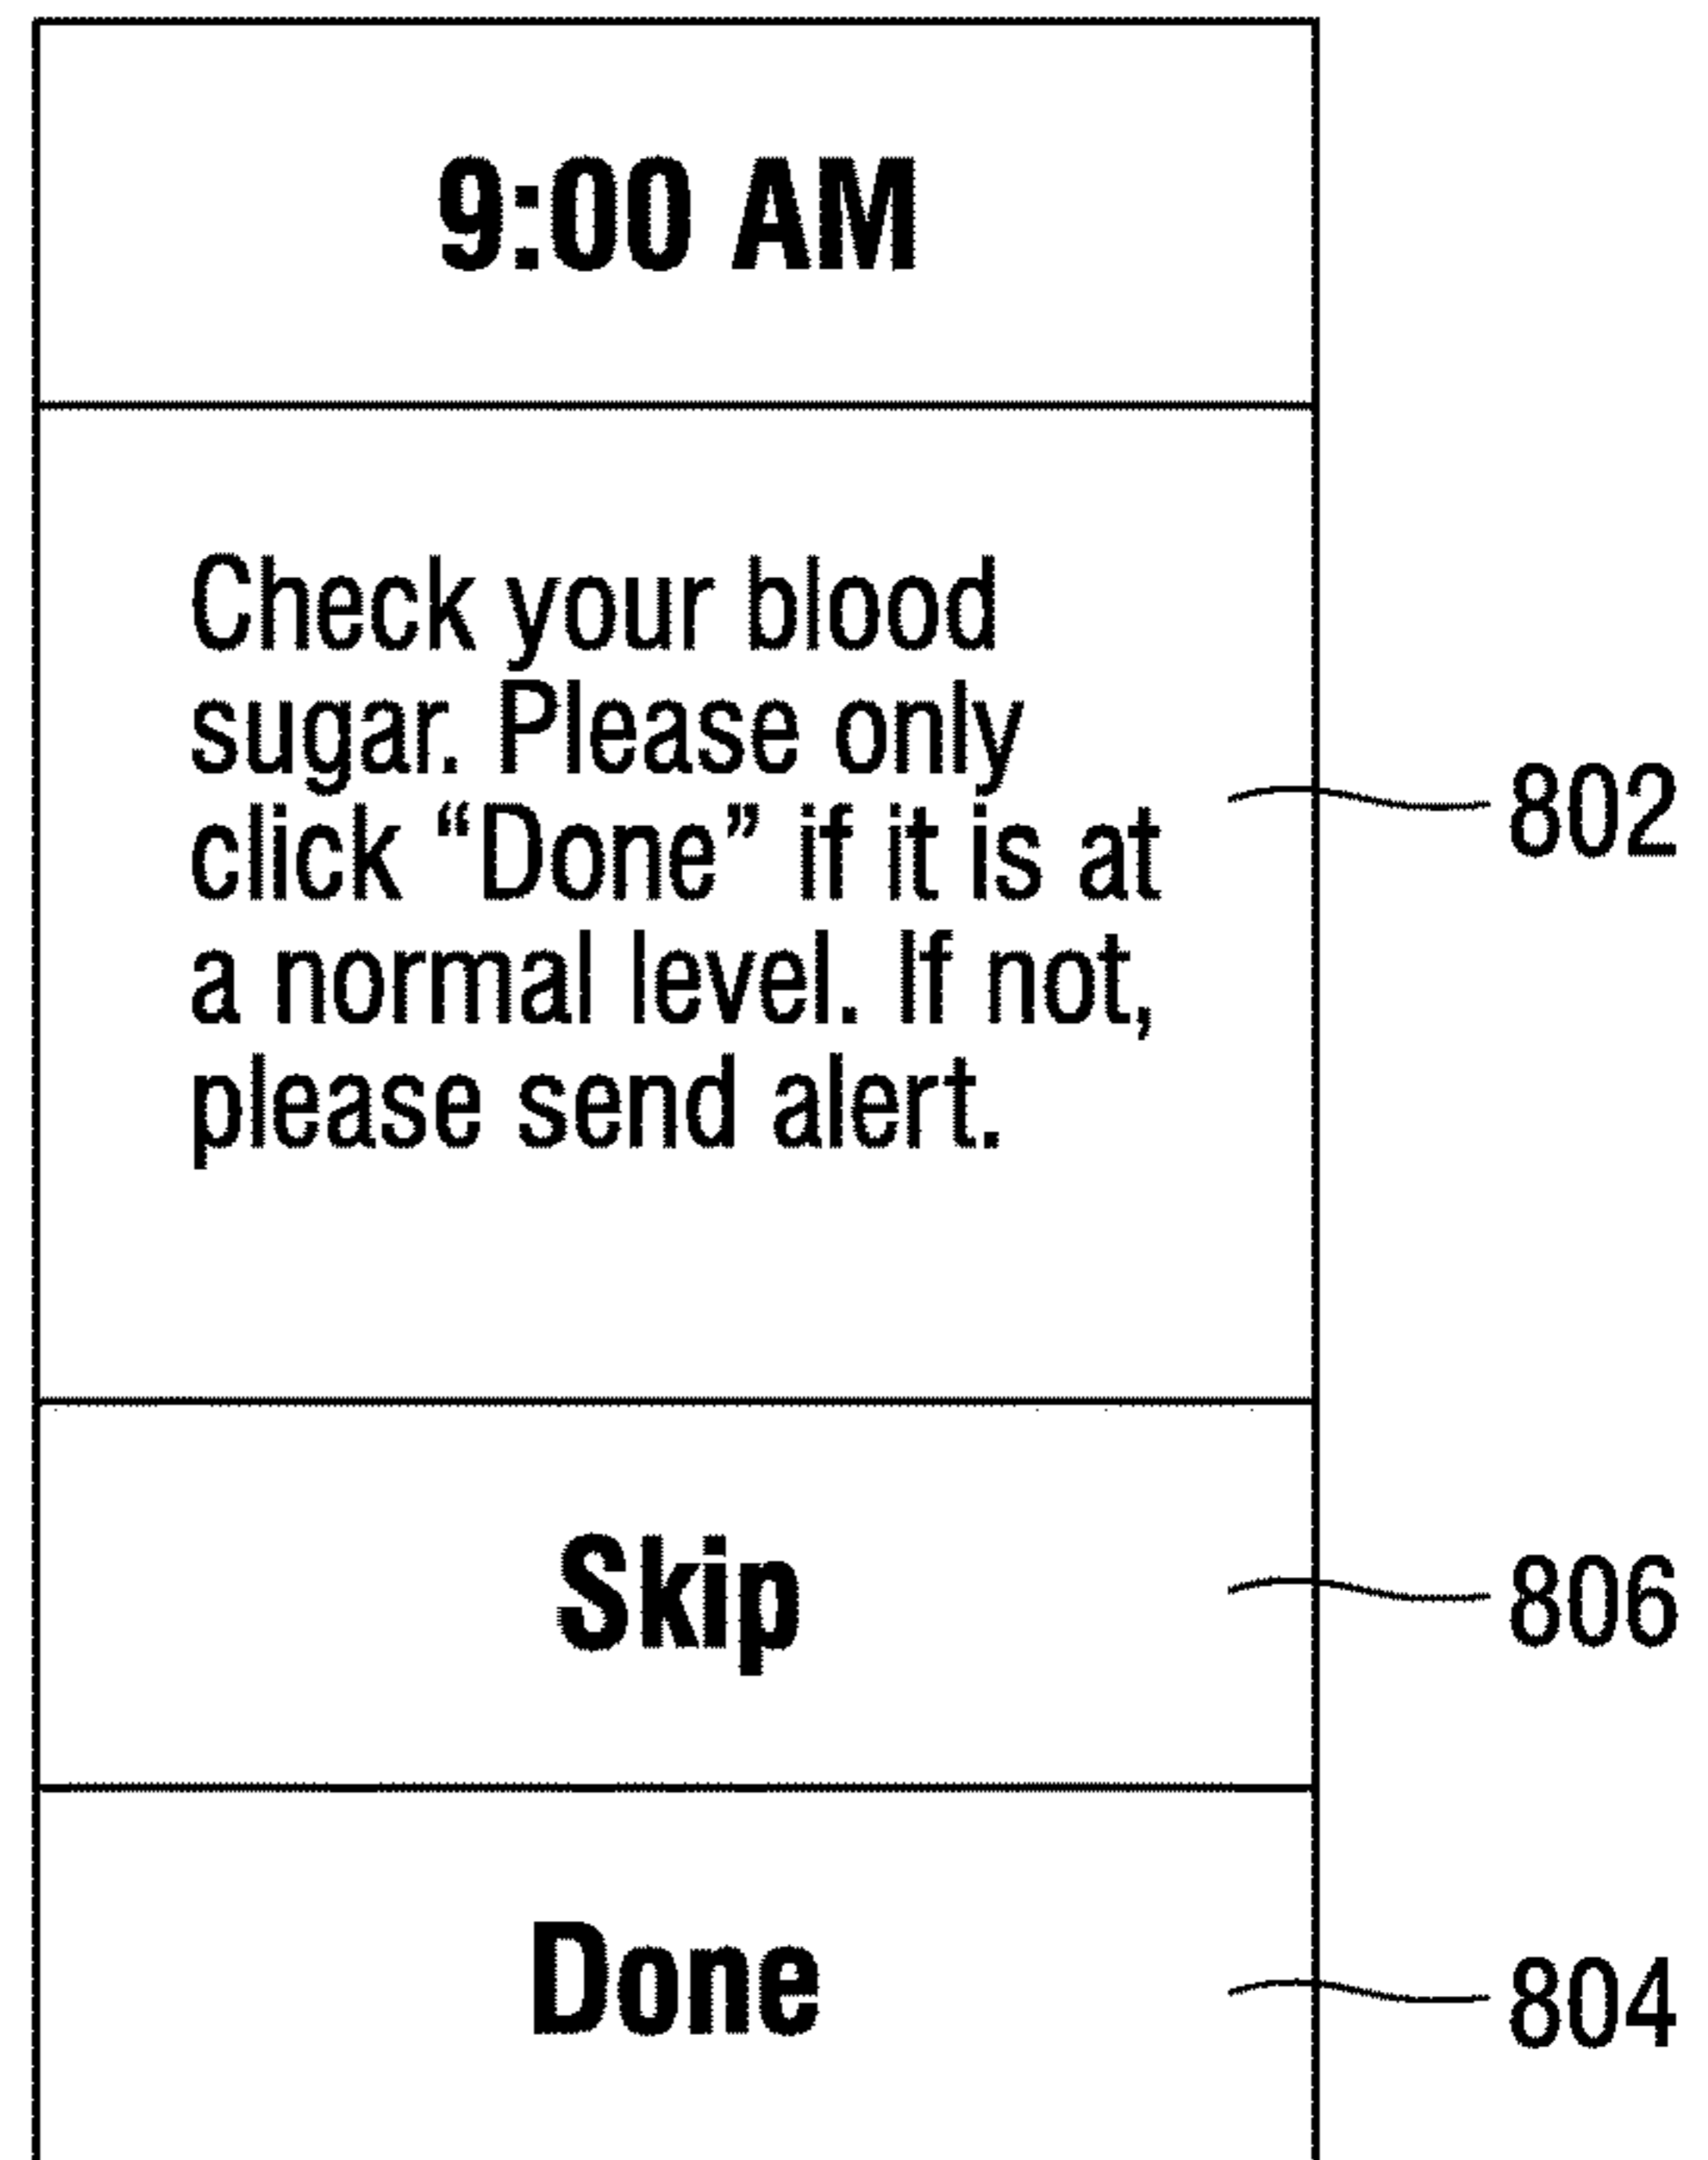 9:00 AM
Check your blood
sugar. Please only
click “Done” if it is at
a normal level. If not,
please send alert.
802
Skip
806
Done
804